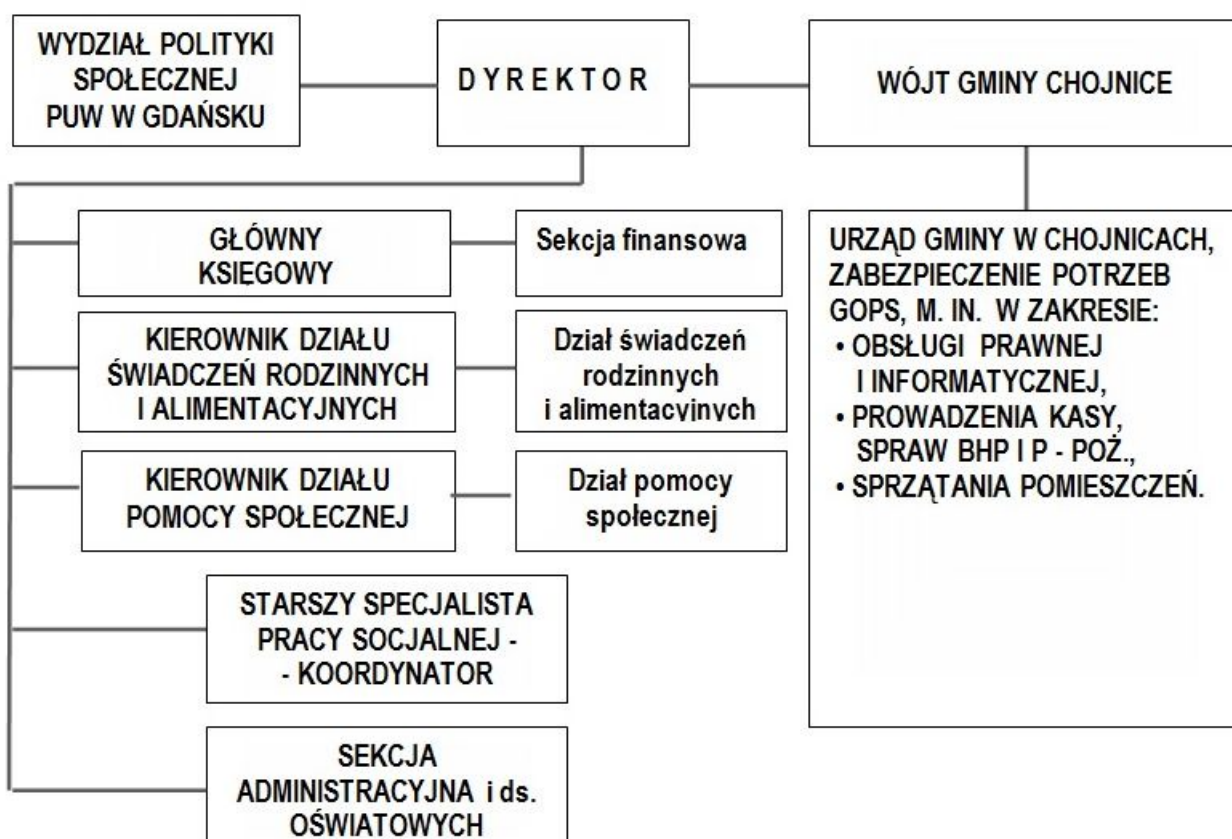 WYDZIAŁ POLITYKI
SPOŁECZNEJ
PUW W GDAŃSKU
D Y R E K T O R
WÓJT GMINY CHOJNICE
GŁÓWNY
KSIĘGOWY
Sekcja finansowa
KIEROWNIK DZIAŁU
ŚWIADCZEŃ RODZINNYCH
I ALIMENTACYJNYCH
Dział świadczeń
rodzinnych
i alimentacyjnych
KIEROWNIK DZIAŁU
POMOCY SPOŁECZNEJ
Dział pomocy
społecznej
STARSZY SPECJALISTA
PRACY SOCJALNEJ -
- KOORDYNATOR
SEKCJA
ADMINISTRACYJNA i ds.
OŚWIATOWYCH
URZĄD GMINY W CHOJNICACH,
ZABEZPIECZENIE POTRZEB
GOPS, M. IN. W ZAKRESIE:
• OBSŁUGI PRAWNEJ
I INFORMATYCZNEJ,
• PROWADZENIA KASY,
SPRAW BHP I P - POŻ.,
• SPRZĄTANIA POMIESZCZEŃ.